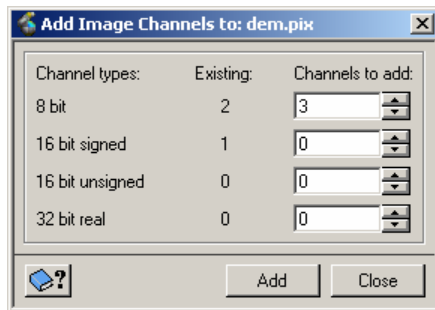 Add Image Channels to: dem.pix
Channel types: Existing: Channels to add:
8 bit 2 3
16 bit signed 1 0
16 bit unsigned 0 0
32 bit real 0 0
? Add Close